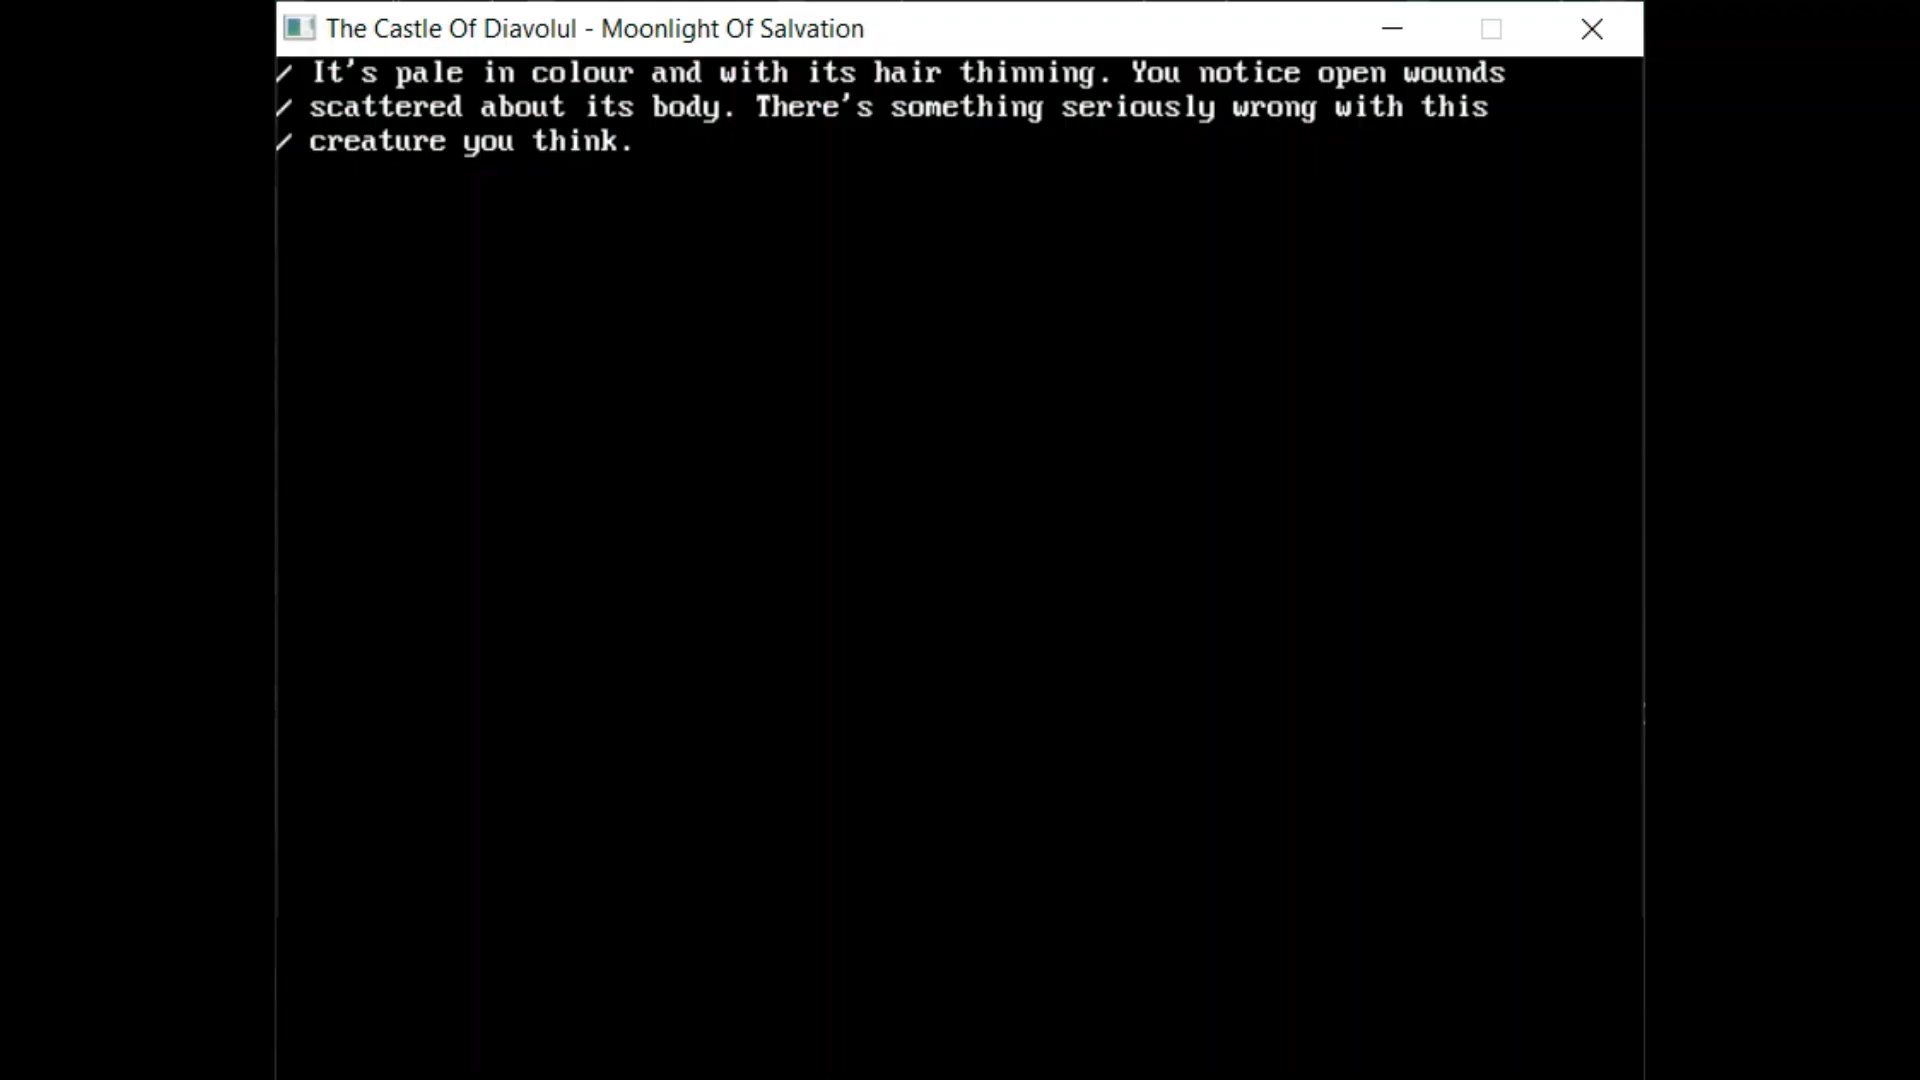 The Castle Of Diavolul - Moonlight Of Salvation
/ It's pale in colour and with its hair thinning. You notice open wounds
/ scattered about its body. There's something seriously wrong with this
/ creature you think.